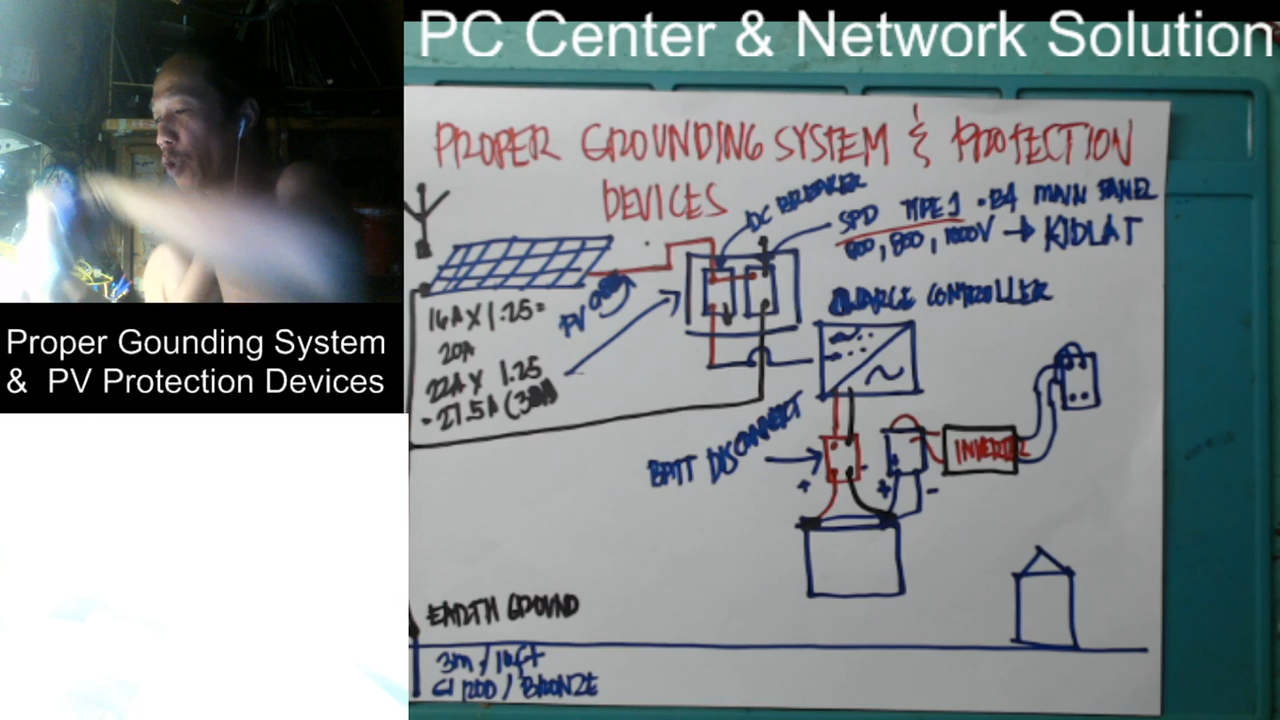 PC Center & Network Solution
Proper Gounding System
& PV Protection Devices
PROPER GROUNDING SYSTEM & PROTECTION
DEVICES
DC BREAKER
SPD TYPE 1 • B4 MAIN PANEL
600, 800, 1000V → KIDLAT
CHARGE CONTROLLER
16A X 1.25 =
20A
22A X 1.25
- 27.5A (30A)
PV
BATT DISCONNECT
INVERTER
+ -
+ -
EARTH GROUND
3m / 10ft
ROD / BRONZE